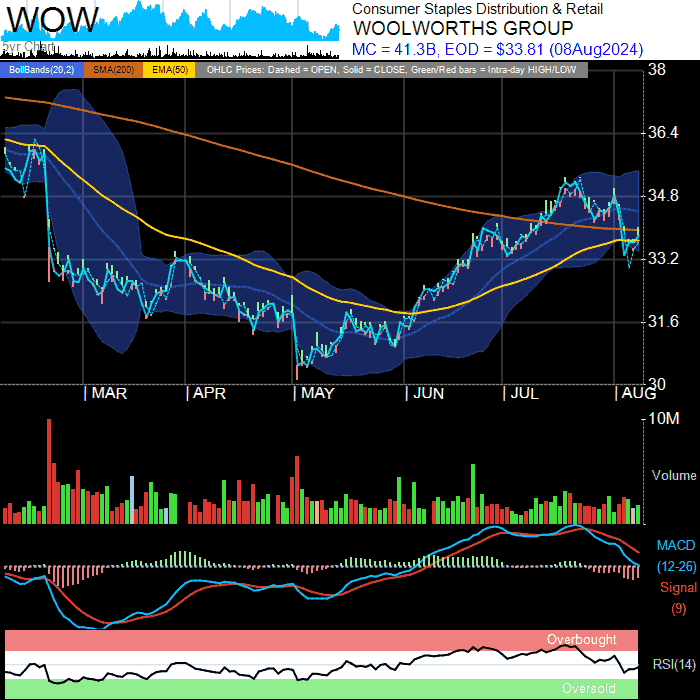 WOW
5yr Chart
Consumer Staples Distribution & Retail
WOOLWORTHS GROUP
MC = 41.3B, EOD = $33.81 (08Aug2024)
BollBands(20,2) SMA(200) EMA(50) OHLC Prices: Dashed = OPEN, Solid = CLOSE, Green/Red bars = Intra-day HIGH/LOW
38
36.4
34.8
33.2
31.6
30
MAR APR MAY JUN JUL AUG
10M
Volume
MACD
(12-26)
Signal
(9)
Overbought
RSI(14)
Oversold